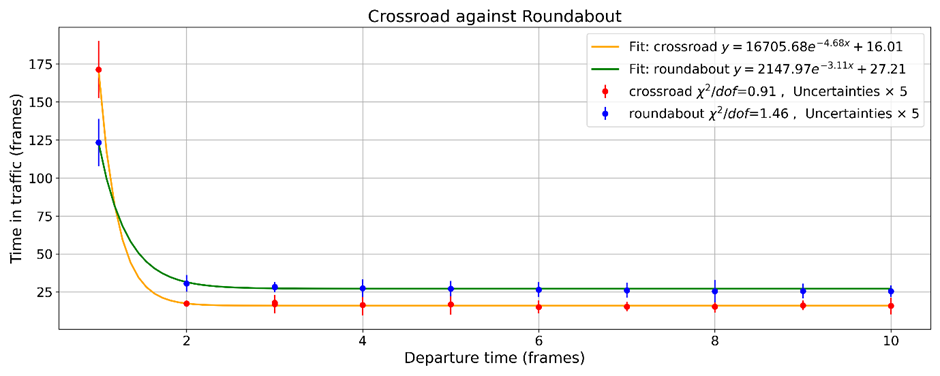 Crossroad against Roundabout
Fit: crossroad y = 16705.68e^{-4.68x} + 16.01
Fit: roundabout y = 2147.97e^{-3.11x} + 27.21
crossroad χ²/dof=0.91 , Uncertainties × 5
roundabout χ²/dof=1.46 , Uncertainties × 5
Time in traffic (frames)
175
150
125
100
75
50
25
2
4
6
8
10
Departure time (frames)